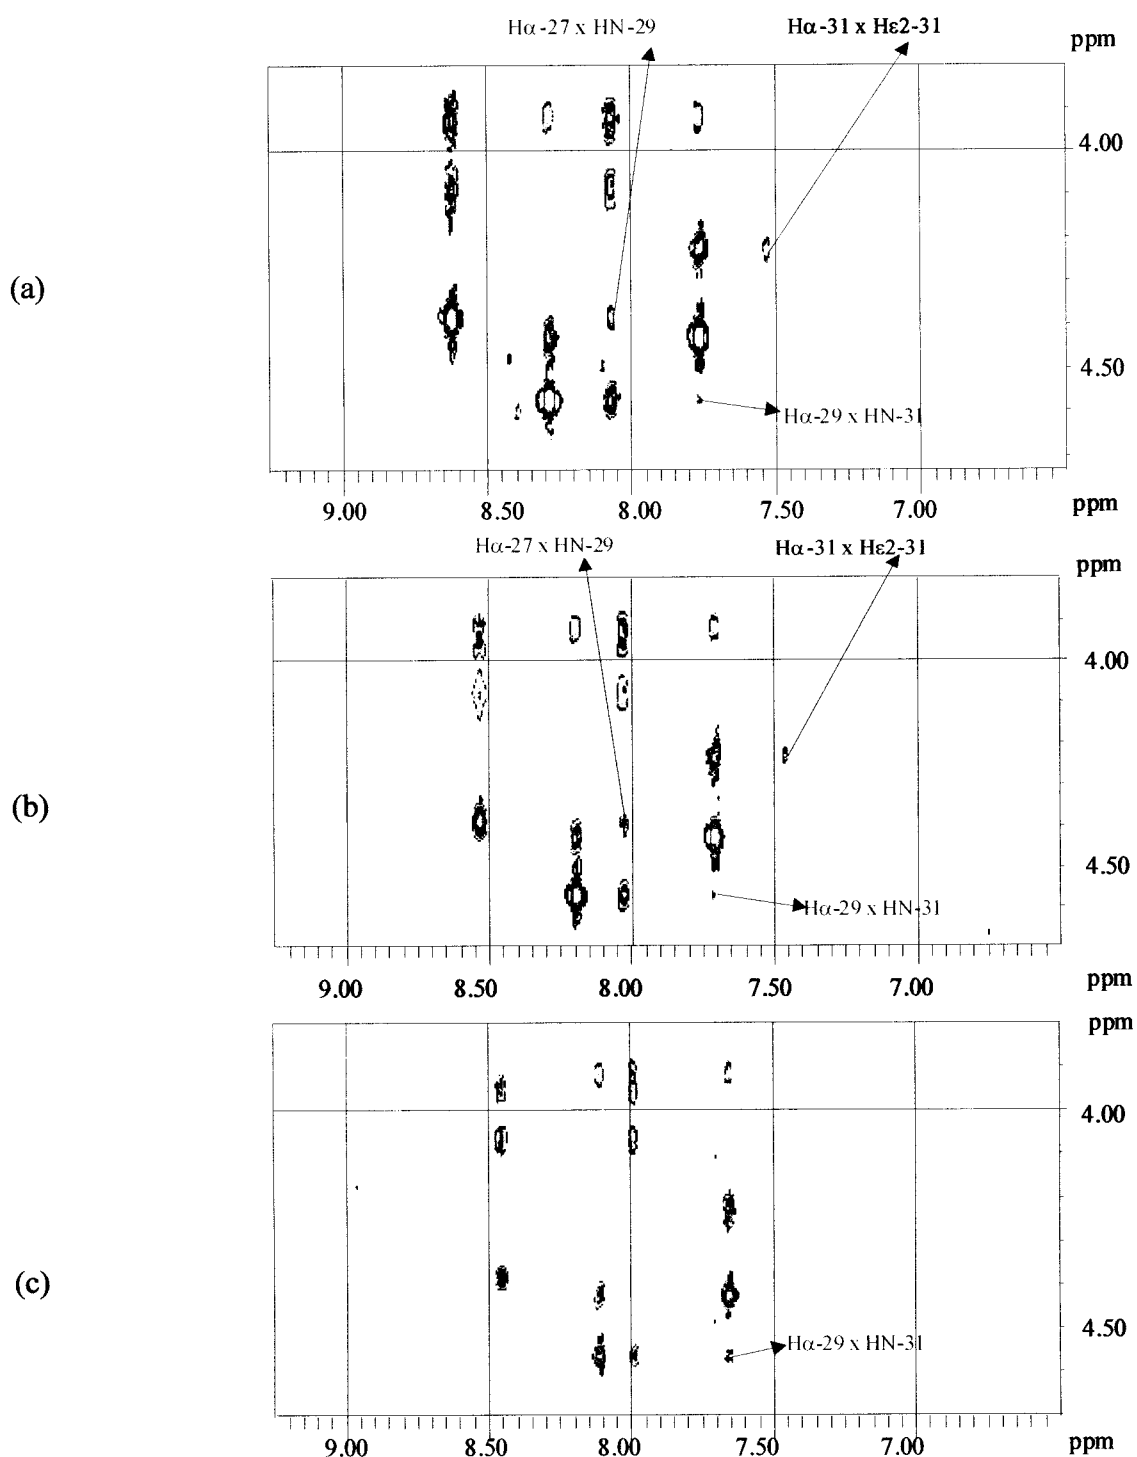 Hα-27 x HN-29 Hα-31 x Hε2-31
ppm
4.00
(a)
4.50
Hα-29 x HN-31
9.00 8.50 8.00 7.50 7.00 ppm
Hα-27 x HN-29 Hα-31 x Hε2-31
ppm
4.00
(b)
4.50
Hα-29 x HN-31
9.00 8.50 8.00 7.50 7.00 ppm
ppm
4.00
(c)
4.50
Hα-29 x HN-31
9.00 8.50 8.00 7.50 7.00 ppm